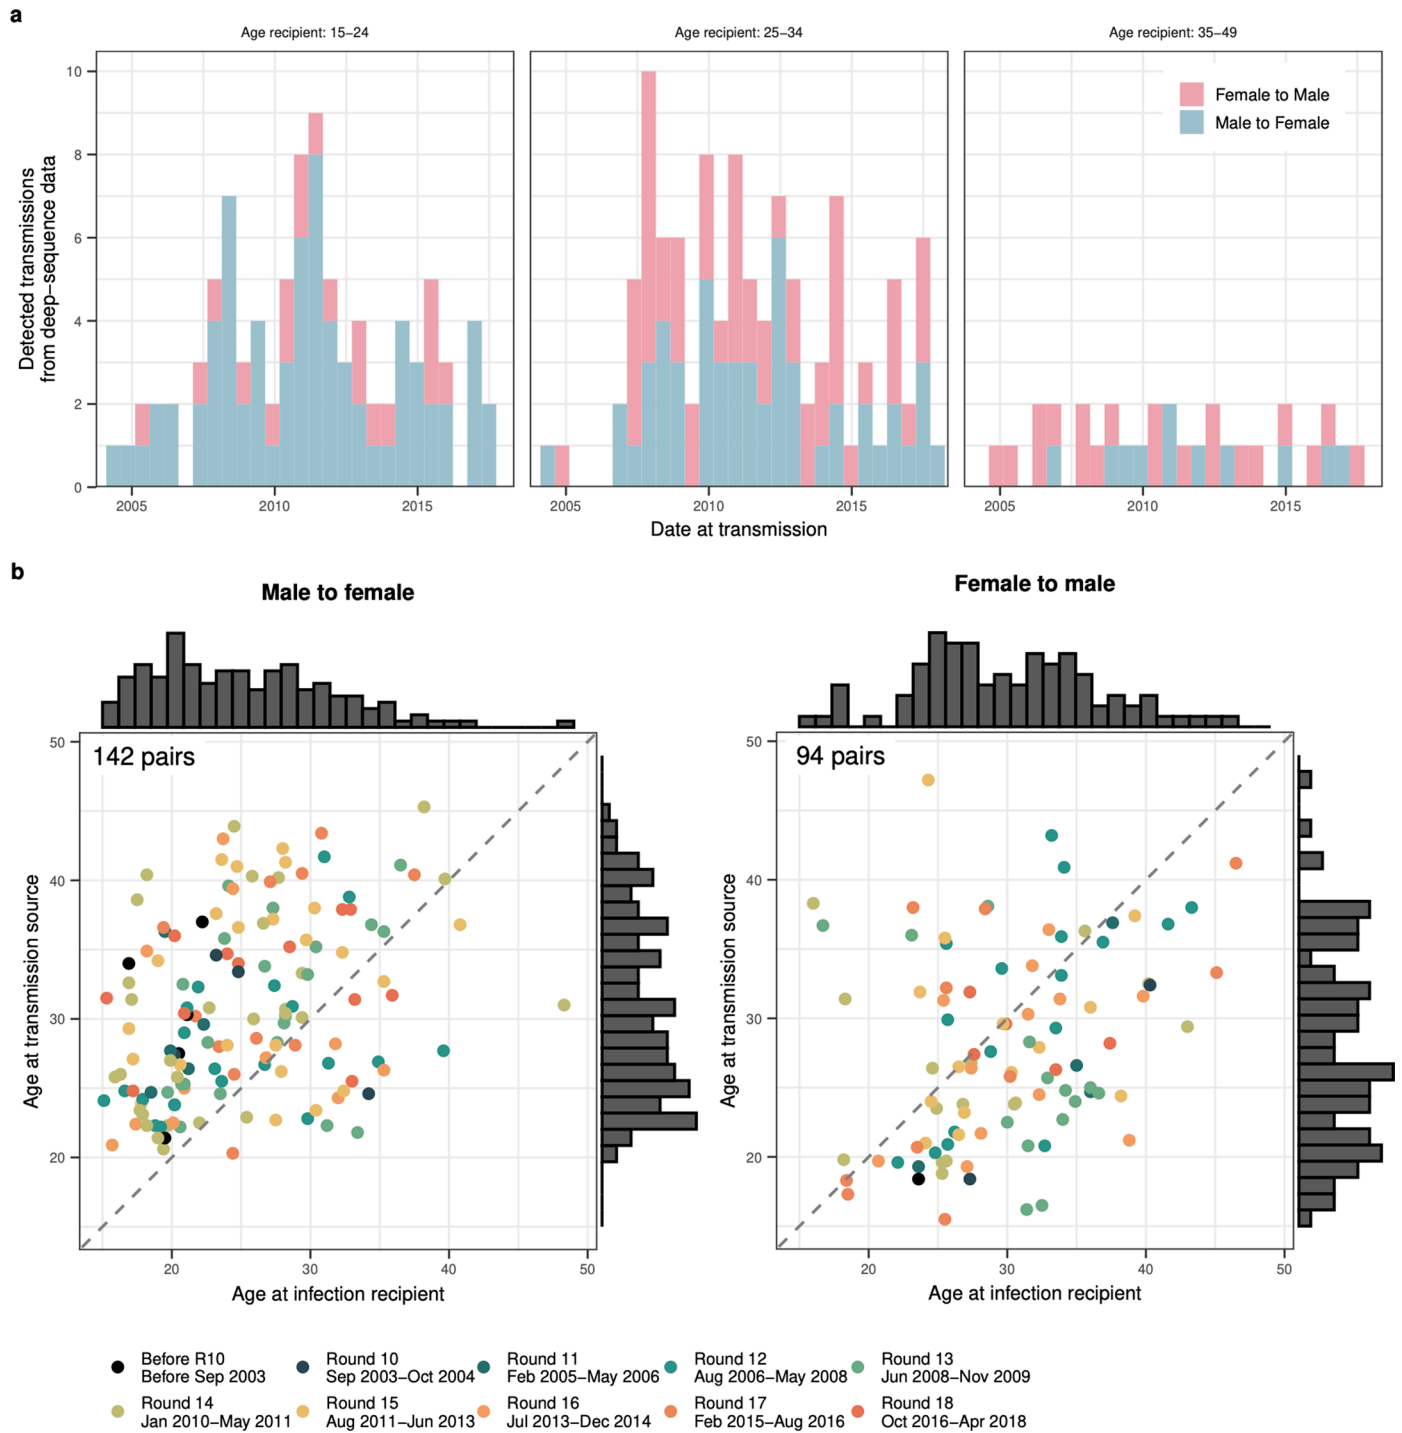 a
Age recipient: 15–24
Age recipient: 25–34
Age recipient: 35–49
Detected transmissions
from deep–sequence data
10
8
6
4
2
0
Female to Male
Male to Female
2005
2010
2015
2005
2010
2015
2005
2010
2015
Date at transmission
b
Male to female
Female to male
142 pairs
94 pairs
Age at transmission source
50
40
30
20
20
30
40
50
Age at infection recipient
Age at transmission source
50
40
30
20
20
30
40
50
Age at infection recipient
Before R10
Before Sep 2003
Round 10
Sep 2003–Oct 2004
Round 11
Feb 2005–May 2006
Round 12
Aug 2006–May 2008
Round 13
Jun 2008–Nov 2009
Round 14
Jan 2010–May 2011
Round 15
Aug 2011–Jun 2013
Round 16
Jul 2013–Dec 2014
Round 17
Feb 2015–Aug 2016
Round 18
Oct 2016–Apr 2018